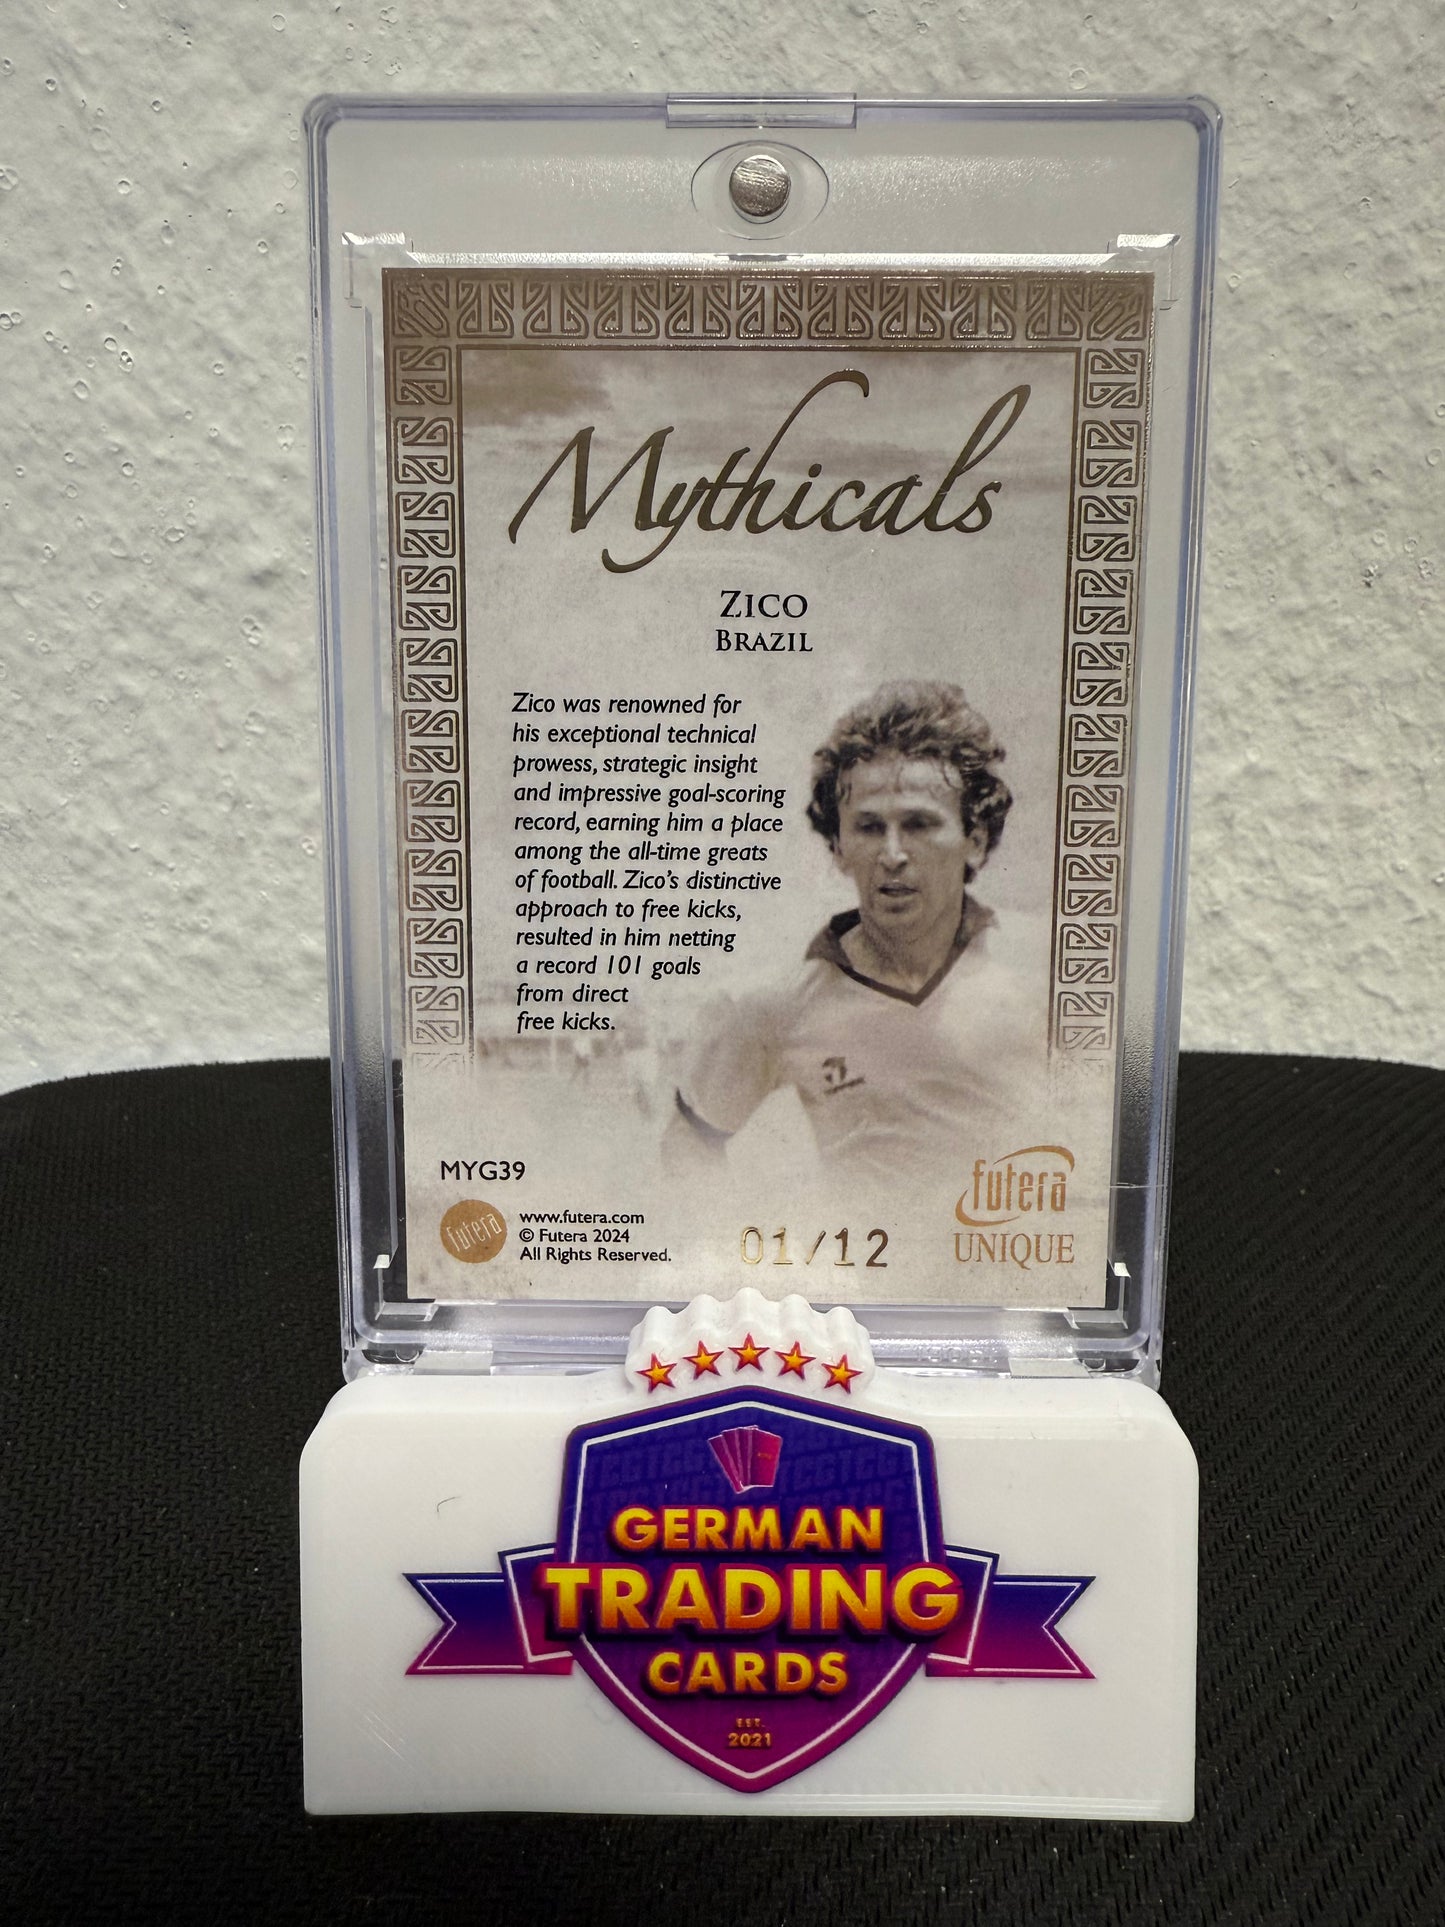 Mythicals
ZICO
BRAZIL
Zico was renowned for
his exceptional technical
prowess, strategic insight
and impressive goal-scoring
record, earning him a place
among the all-time greats
of football. Zico's distinctive
approach to free kicks,
resulted in him netting
a record 101 goals
from direct
free kicks.
MYG39
futera
www.futera.com
© Futera 2024
All Rights Reserved.
01/12
futera
UNIQUE
GERMAN
TRADING
CARDS
EST.
2021